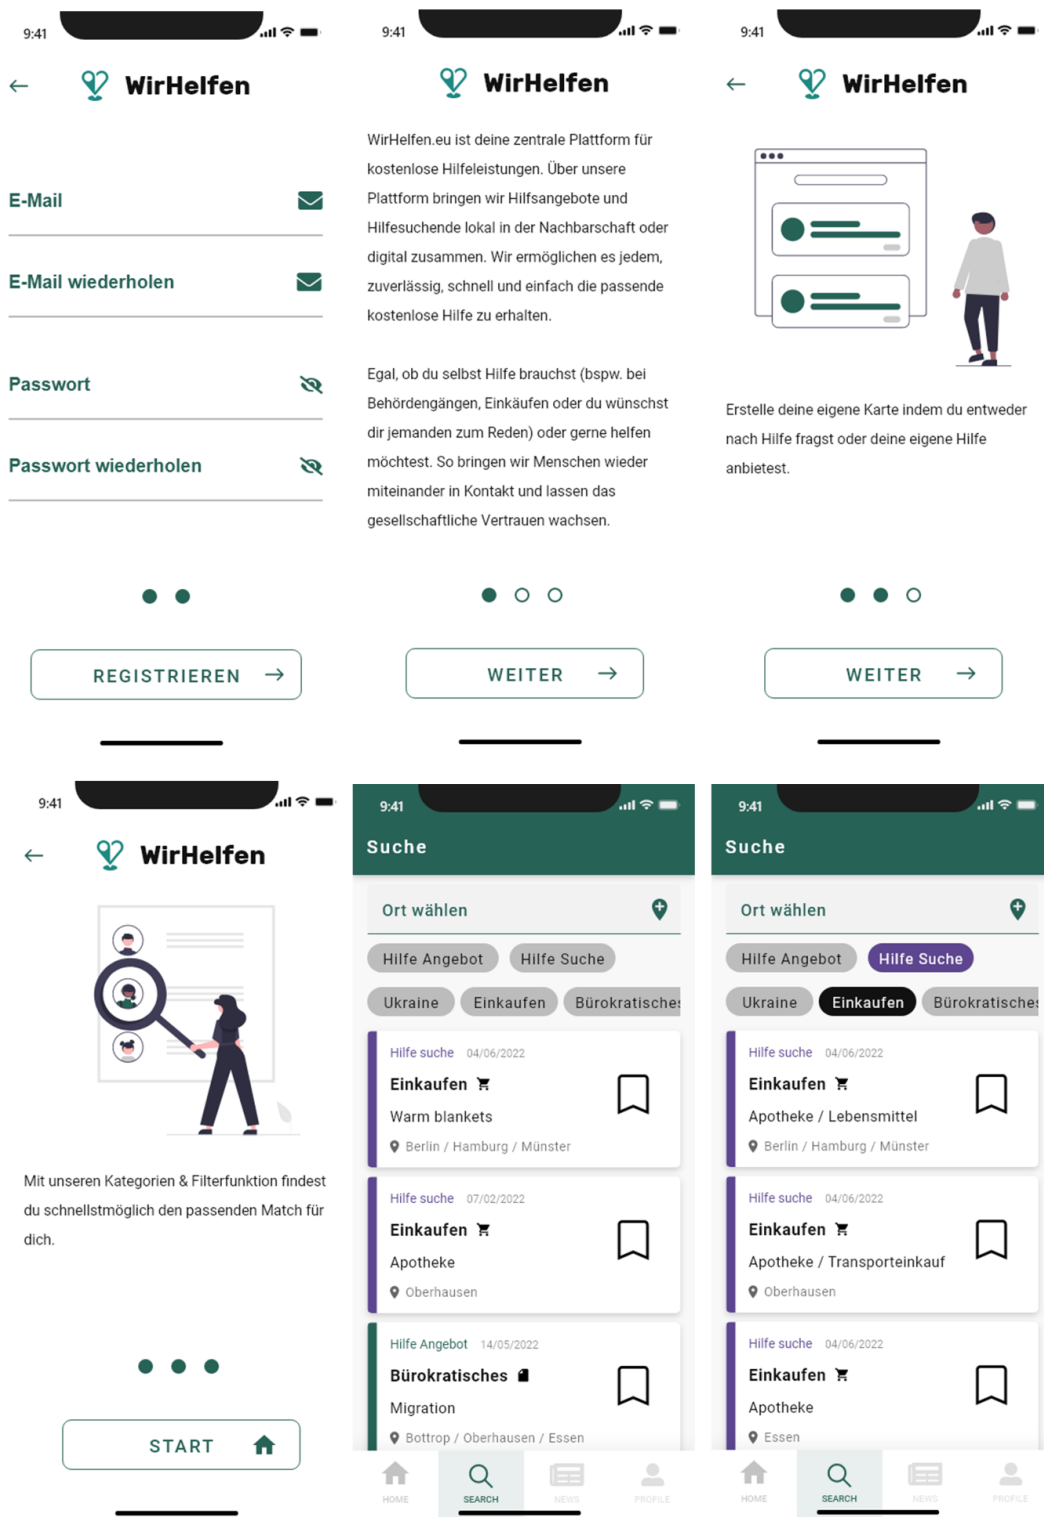 9:41
WirHelfen
E-Mail
E-Mail wiederholen
Passwort
Passwort wiederholen
REGISTRIEREN
9:41
WirHelfen
WirHelfen.eu ist deine zentrale Plattform für
kostenlose Hilfeleistungen. Über unsere
Plattform bringen wir Hilfsangebote und
Hilfesuchende lokal in der Nachbarschaft oder
digital zusammen. Wir ermöglichen es jedem,
zuverlässig, schnell und einfach die passende
kostenlose Hilfe zu erhalten.
Egal, ob du selbst Hilfe brauchst (bspw. bei
Behördengängen, Einkäufen oder du wünschst
dir jemanden zum Reden) oder gerne helfen
möchtest. So bringen wir Menschen wieder
miteinander in Kontakt und lassen das
gesellschaftliche Vertrauen wachsen.
WEITER
9:41
WirHelfen
Erstelle deine eigene Karte indem du entweder
nach Hilfe fragst oder deine eigene Hilfe
anbietest.
WEITER
9:41
WirHelfen
Mit unseren Kategorien & Filterfunktion findest
du schnellstmöglich den passenden Match für
dich.
START
9:41
Suche
Ort wählen
Hilfe Angebot Hilfe Suche
Ukraine Einkaufen Bürokratisches
Hilfe suche 04/06/2022
Einkaufen
Warm blankets
Berlin / Hamburg / Münster
Hilfe suche 07/02/2022
Einkaufen
Apotheke
Oberhausen
Hilfe Angebot 14/05/2022
Bürokratisches
Migration
Bottrop / Oberhausen / Essen
HOME SEARCH NEWS PROFILE
9:41
Suche
Ort wählen
Hilfe Angebot Hilfe Suche
Ukraine Einkaufen Bürokratisches
Hilfe suche 04/06/2022
Einkaufen
Apotheke / Lebensmittel
Berlin / Hamburg / Münster
Hilfe suche 04/06/2022
Einkaufen
Apotheke / Transporteinkauf
Oberhausen
Hilfe suche 04/06/2022
Einkaufen
Apotheke
Essen
HOME SEARCH NEWS PROFILE